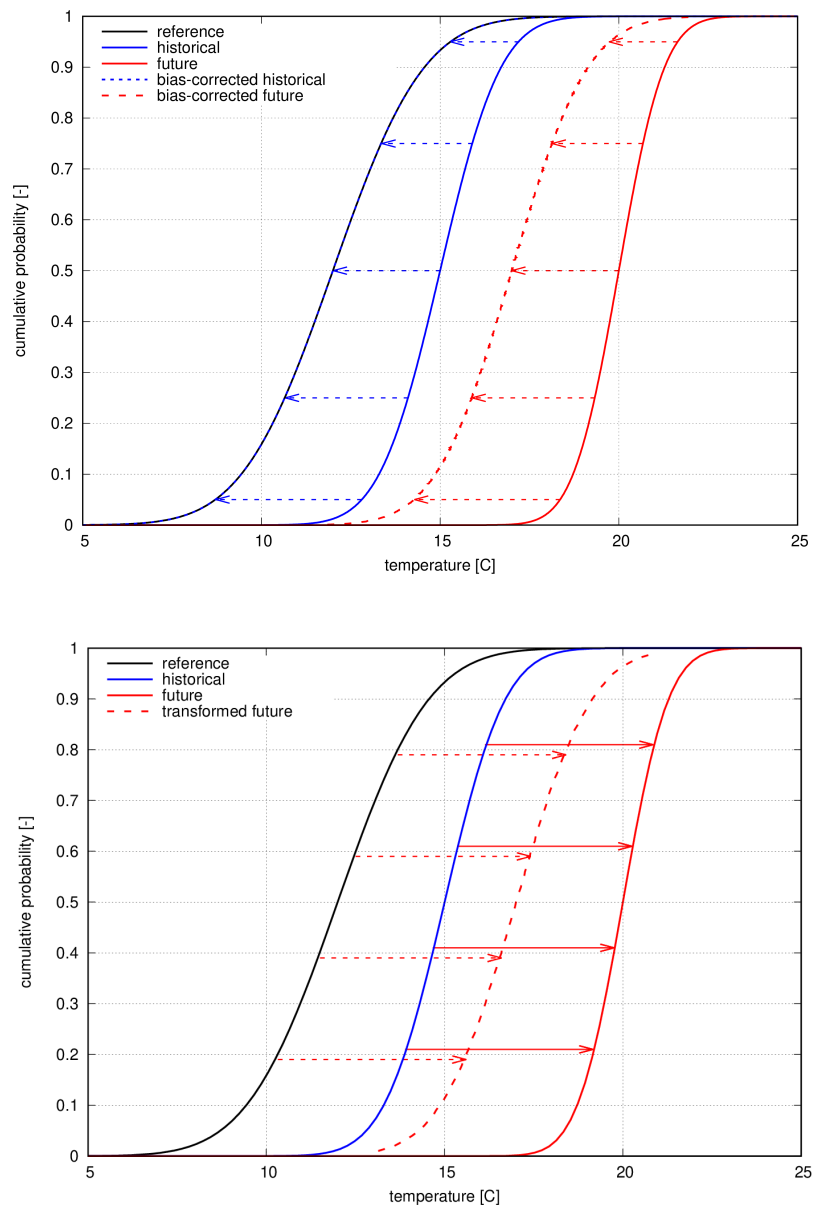 1
0.9
0.8
0.7
0.6
0.5
0.4
0.3
0.2
0.1
0
cumulative probability [-]
reference
historical
future
bias-corrected historical
bias-corrected future
5 10 15 20 25
temperature [C]
1
0.9
0.8
0.7
0.6
0.5
0.4
0.3
0.2
0.1
0
cumulative probability [-]
reference
historical
future
transformed future
5 10 15 20 25
temperature [C]